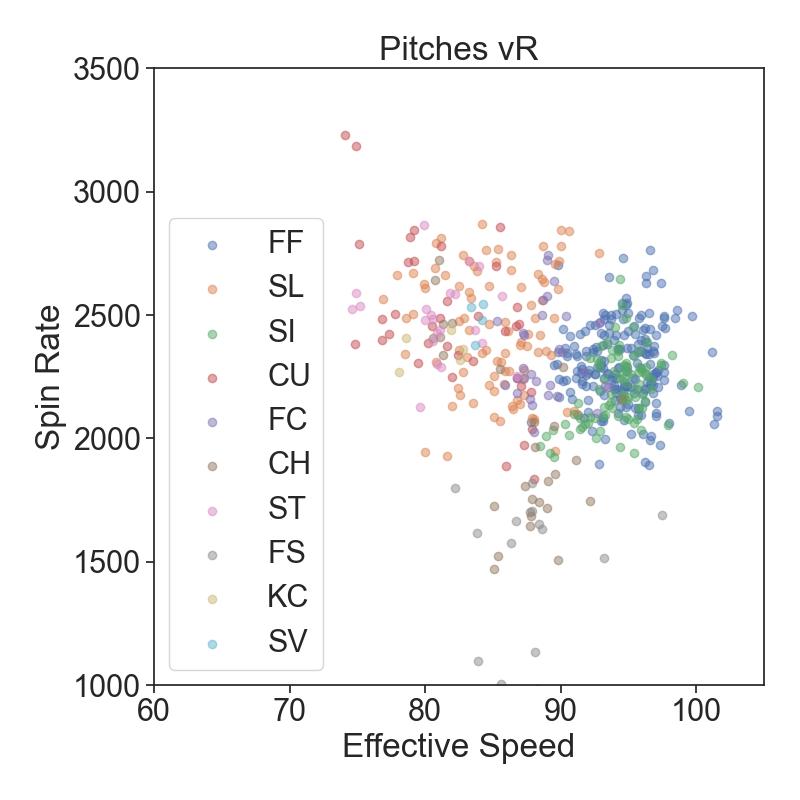 Pitches vR
3500
3000
2500
2000
1500
1000
Spin Rate
FF
SL
SI
CU
FC
CH
ST
FS
KC
SV
60 70 80 90 100
Effective Speed